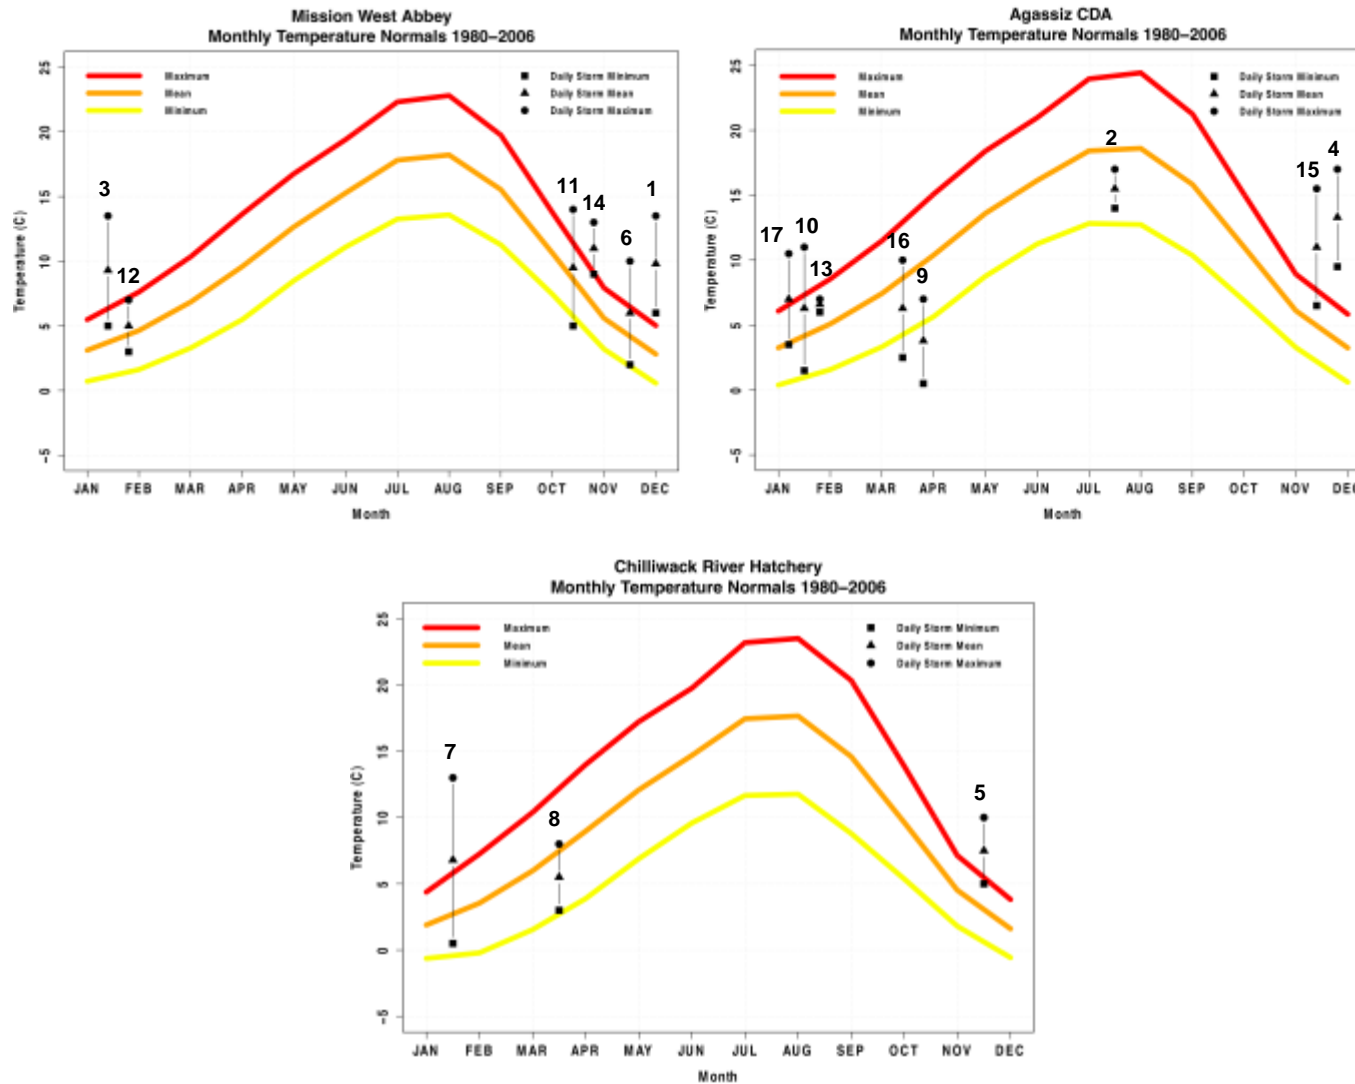 Mission West Abbey
Monthly Temperature Normals 1980–2006
Maximum
Mean
Minimum
Daily Storm Minimum
Daily Storm Mean
Daily Storm Maximum
3
12
11
14
6
1
Temperature (C)
25
20
15
10
5
0
−5
JAN FEB MAR APR MAY JUN JUL AUG SEP OCT NOV DEC
Month
Agassiz CDA
Monthly Temperature Normals 1980–2006
Maximum
Mean
Minimum
Daily Storm Minimum
Daily Storm Mean
Daily Storm Maximum
17
10
13
16
9
2
15
4
Temperature (C)
25
20
15
10
5
0
−5
JAN FEB MAR APR MAY JUN JUL AUG SEP OCT NOV DEC
Month
Chilliwack River Hatchery
Monthly Temperature Normals 1980–2006
Maximum
Mean
Minimum
Daily Storm Minimum
Daily Storm Mean
Daily Storm Maximum
7
8
5
Temperature (C)
25
20
15
10
5
0
−5
JAN FEB MAR APR MAY JUN JUL AUG SEP OCT NOV DEC
Month